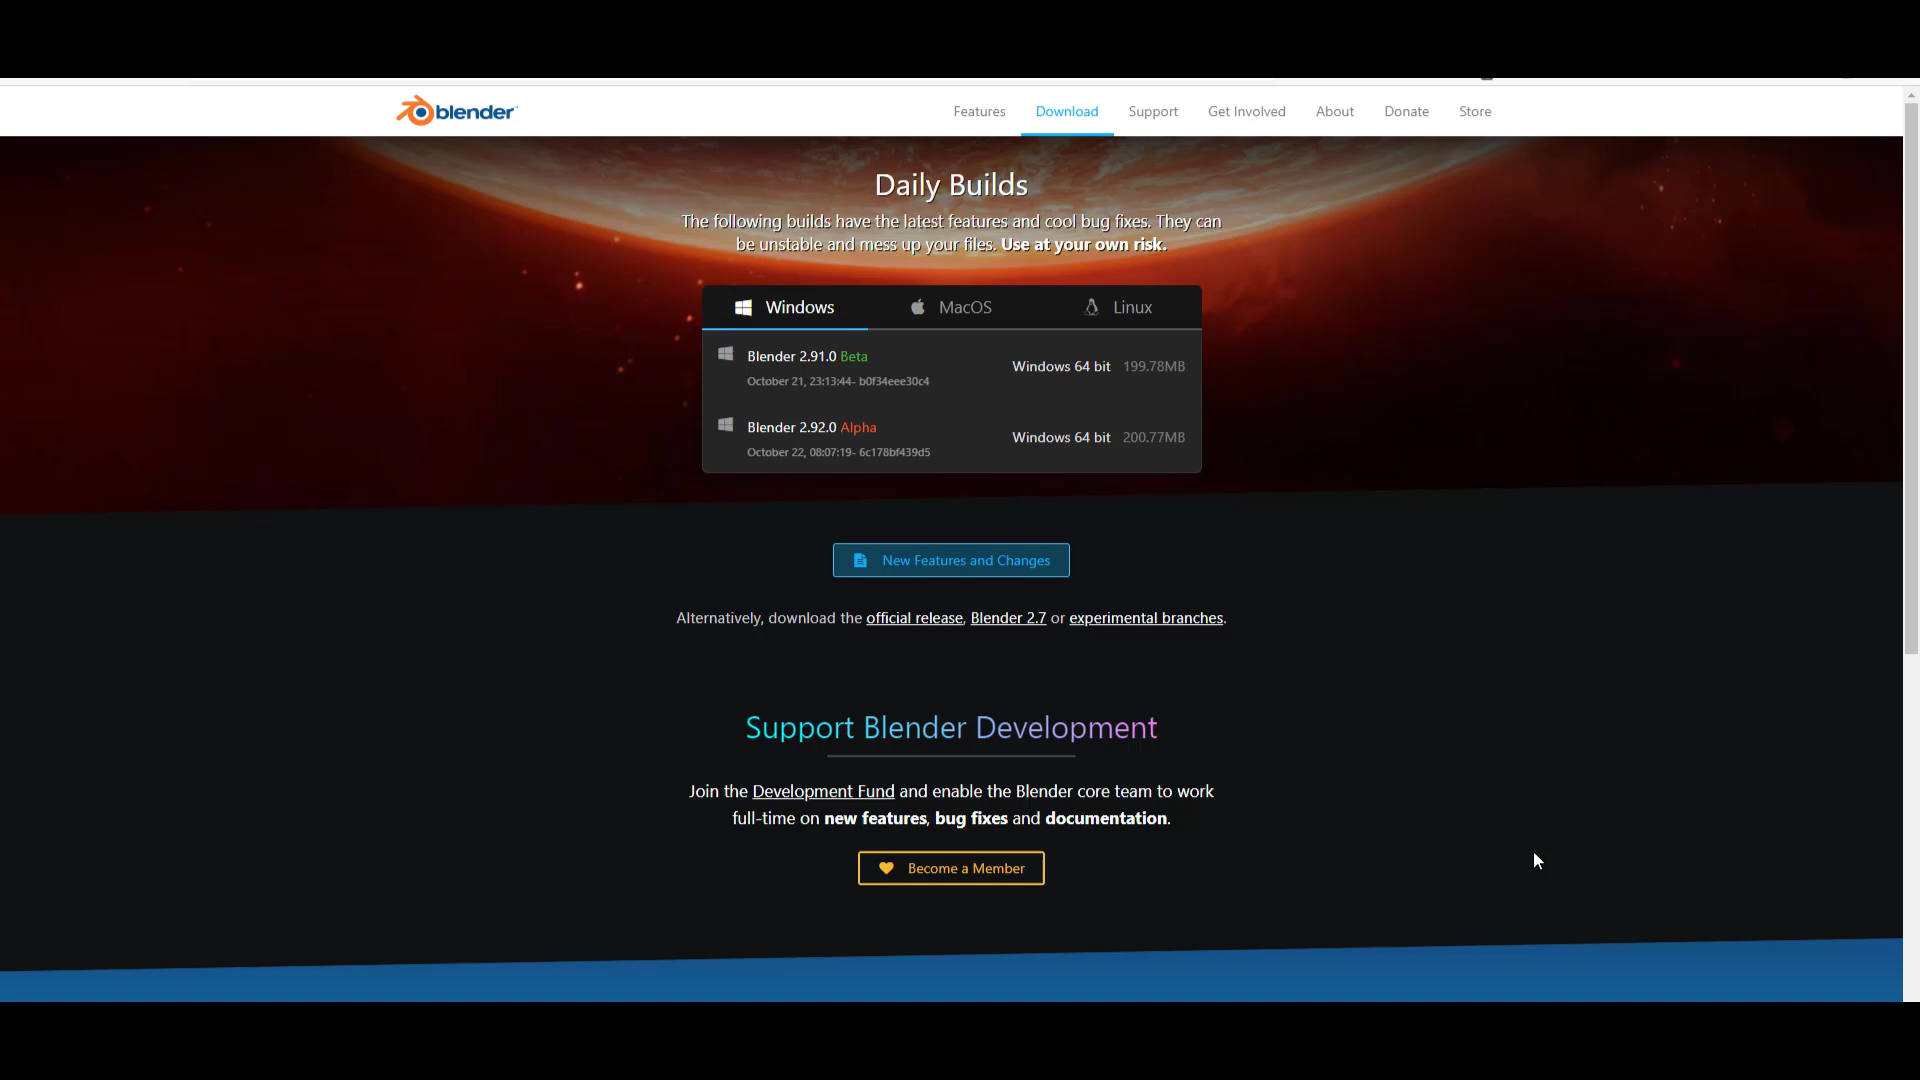 blender
Features Download Support Get Involved About Donate Store
Daily Builds
The following builds have the latest features and cool bug fixes. They can
be unstable and mess up your files. Use at your own risk.
Windows MacOS Linux
Blender 2.91.0 Beta
October 21, 23:13:44- b0f34eee30c4
Windows 64 bit 199.78MB
Blender 2.92.0 Alpha
October 22, 08:07:19- 6c178bf439d5
Windows 64 bit 200.77MB
New Features and Changes
Alternatively, download the official release, Blender 2.7 or experimental branches.
Support Blender Development
Join the Development Fund and enable the Blender core team to work
full-time on new features, bug fixes and documentation.
Become a Member